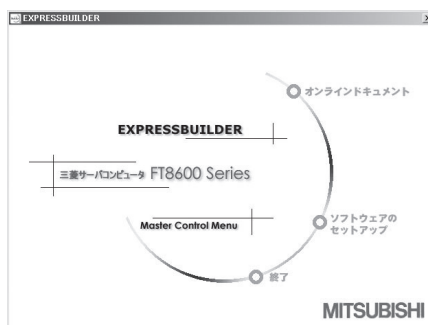 EXPRESSBUILDER
オンラインドキュメント
EXPRESSBUILDER
三菱サーバコンピュータ FT8600 Series
Master Control Menu
ソフトウェアの
セットアップ
終了
MITSUBISHI